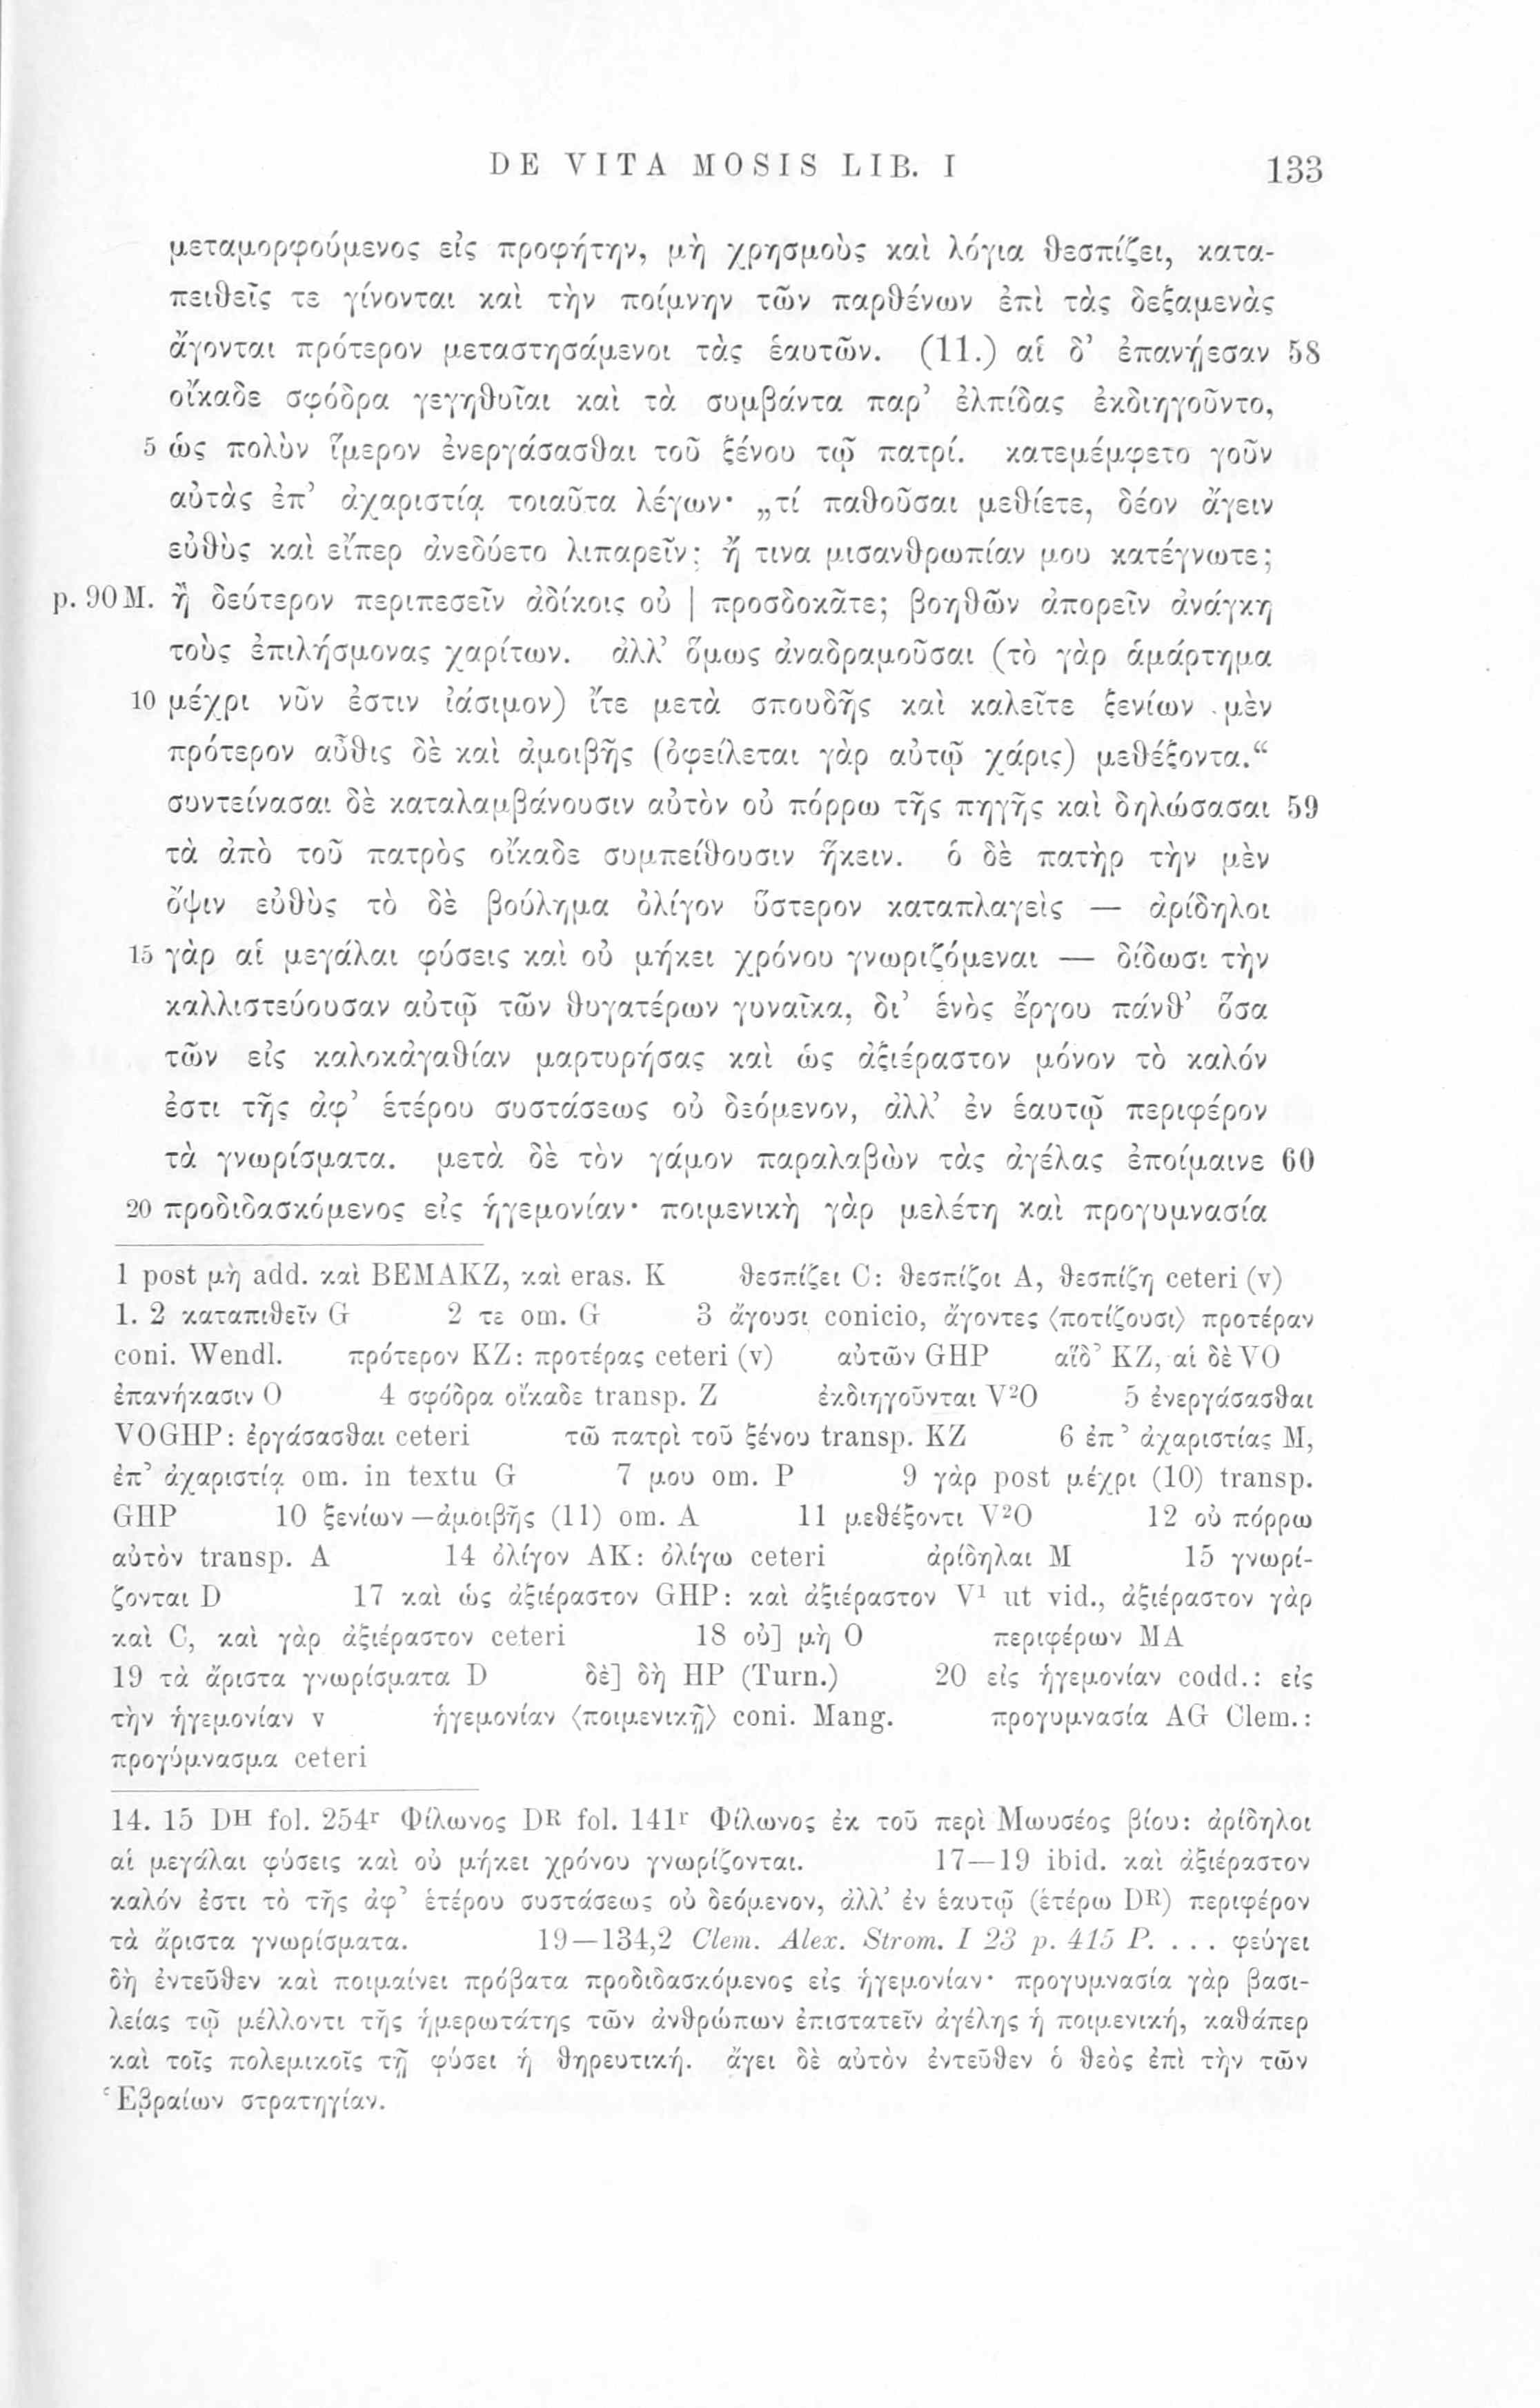 DE VITA MOSIS LIB. I 133
μεταμορφούμενος εἰς προφήτην, μὴ χρησμοὺς καὶ λόγια θεσπίζει, κατα-
πειθεῖς τε γίνονται καὶ τὴν ποίμνην τῶν παρθένων ἐπὶ τὰς δεξαμενὰς
ἄγονται πρότερον μεταστησάμενοι τὰς ἑαυτῶν. (11.) αἱ δ’ ἐπανῄεσαν 58
οἴκαδε σφόδρα γεγηθυῖαι καὶ τὰ συμβάντα παρ’ ἐλπίδας ἐκδιηγοῦντο,
5 ὡς πολὺν ἵμερον ἐνεργάσασθαι τοῦ ξένου τῷ πατρί. κατεμέμφετο γοῦν
αὐτὰς ἐπ’ ἀχαριστίᾳ τοιαῦτα λέγων· „τί παθοῦσαι μεθίετε, δέον ἄγειν
εὐθὺς καὶ εἴπερ ἀνεδύετο λιπαρεῖν; ἤ τινα μισανθρωπίαν μου κατέγνωτε;
p. 90 M. ἢ δεύτερον περιπεσεῖν ἀδίκοις οὐ | προσδοκᾶτε; βοηθῶν ἀπορεῖν ἀνάγκη
τοὺς ἐπιλήσμονας χαρίτων. ἀλλ’ ὅμως ἀναδραμοῦσαι (τὸ γὰρ ἁμάρτημα
10 μέχρι νῦν ἐστιν ἰάσιμον) ἴτε μετὰ σπουδῆς καὶ καλεῖτε ξενίων μὲν
πρότερον αὖθις δὲ καὶ ἀμοιβῆς (ὀφείλεται γὰρ αὐτῷ χάρις) μεθέξοντα.“
συντείνασαι δὲ καταλαμβάνουσιν αὐτὸν οὐ πόρρω τῆς πηγῆς καὶ δηλώσασαι 59
τὰ ἀπὸ τοῦ πατρὸς οἴκαδε συμπείθουσιν ἥκειν. ὁ δὲ πατὴρ τὴν μὲν
ὄψιν εὐθὺς τὸ δὲ βούλημα ὀλίγον ὕστερον καταπλαγεὶς — ἀρίδηλοι
15 γὰρ αἱ μεγάλαι φύσεις καὶ οὐ μήκει χρόνου γνωριζόμεναι — δίδωσι τὴν
καλλιστεύουσαν αὐτῷ τῶν θυγατέρων γυναῖκα, δι’ ἑνὸς ἔργου πάνθ’ ὅσα
τῶν εἰς καλοκἀγαθίαν μαρτυρήσας καὶ ὡς ἀξιέραστον μόνον τὸ καλόν
ἐστι τῆς ἀφ’ ἑτέρου συστάσεως οὐ δεόμενον, ἀλλ’ ἐν ἑαυτῷ περιφέρον
τὰ γνωρίσματα. μετὰ δὲ τὸν γάμον παραλαβὼν τὰς ἀγέλας ἐποίμαινε 60
20 προδιδασκόμενος εἰς ἡγεμονίαν· ποιμενικὴ γὰρ μελέτη καὶ προγυμνασία
1 post μὴ add. καὶ BEMAKZ, καὶ eras. K θεσπίζει C: θεσπίζοι A, θεσπίζῃ ceteri (v)
1. 2 καταπιθεῖν G 2 τε om. G 3 ἄγουσι conicio, ἄγοντες ⟨ποτίζουσι⟩ προτέραν
coni. Wendl. πρότερον KZ: προτέρας ceteri (v) αὐτῶν GHP αἵδ’ KZ, αἱ δὲ VO
ἐπανήκασιν O 4 σφόδρα οἴκαδε transp. Z ἐκδιηγοῦνται V²O 5 ἐνεργάσασθαι
VOGHP: ἐργάσασθαι ceteri τῶ πατρὶ τοῦ ξένου transp. KZ 6 ἐπ’ ἀχαριστίας M,
ἐπ’ ἀχαριστίᾳ om. in textu G 7 μου om. P 9 γὰρ post μέχρι (10) transp.
GHP 10 ξενίων—ἀμοιβῆς (11) om. A 11 μεθέξοντι V²O 12 οὐ πόρρω
αὐτὸν transp. A 14 ὀλίγον AK: ὀλίγω ceteri ἀρίδηλαι M 15 γνωρί-
ζονται D 17 καὶ ὡς ἀξιέραστον GHP: καὶ ἀξιέραστον V¹ ut vid., ἀξιέραστον γὰρ
καὶ C, καὶ γὰρ ἀξιέραστον ceteri 18 οὐ] μὴ O περιφέρων MA
19 τὰ ἄριστα γνωρίσματα D δὲ] δὴ HP (Turn.) 20 εἰς ἡγεμονίαν codd.: εἰς
τὴν ἡγεμονίαν v ἡγεμονίαν ⟨ποιμενικῇ⟩ coni. Mang. προγυμνασία AG Clem.:
προγύμνασμα ceteri
14. 15 Dᴴ fol. 254ʳ Φίλωνος Dᴿ fol. 141ʳ Φίλωνος ἐκ τοῦ περὶ Μωυσέος βίου: ἀρίδηλοι
αἱ μεγάλαι φύσεις καὶ οὐ μήκει χρόνου γνωρίζονται. 17—19 ibid. καὶ ἀξιέραστον
καλόν ἐστι τὸ τῆς ἀφ’ ἑτέρου συστάσεως οὐ δεόμενον, ἀλλ’ ἐν ἑαυτῷ (ἑτέρω Dᴿ) περιφέρον
τὰ ἄριστα γνωρίσματα. 19—134,2 Clem. Alex. Strom. I 23 p. 415 P. . . . φεύγει
δὴ ἐντεῦθεν καὶ ποιμαίνει πρόβατα προδιδασκόμενος εἰς ἡγεμονίαν· προγυμνασία γὰρ βασι-
λείας τῷ μέλλοντι τῆς ἡμερωτάτης τῶν ἀνθρώπων ἐπιστατεῖν ἀγέλης ἡ ποιμενική, καθάπερ
καὶ τοῖς πολεμικοῖς τῇ φύσει ἡ θηρευτική. ἄγει δὲ αὐτὸν ἐντεῦθεν ὁ θεὸς ἐπὶ τὴν τῶν
Ἑβραίων στρατηγίαν.